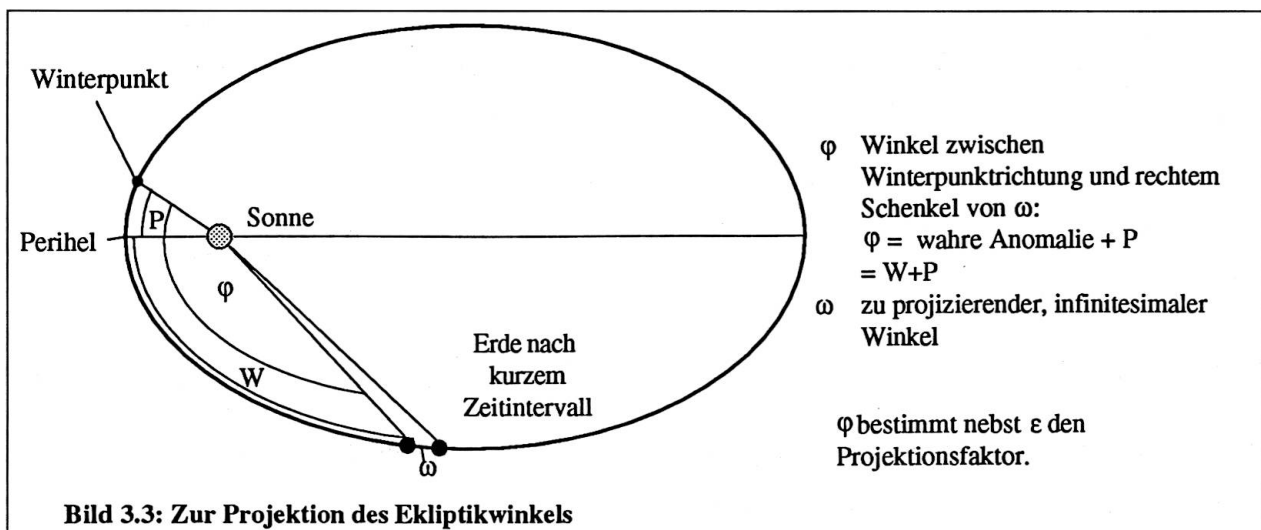 Winterpunkt
P
Sonne
Perihel
φ
W
Erde nach
kurzem
Zeitintervall
ω
φ Winkel zwischen
Winterpunktrichtung und rechtem
Schenkel von ω:
φ = wahre Anomalie + P
= W+P
ω zu projizierender, infinitesimaler
Winkel
φ bestimmt nebst ε den
Projektionsfaktor.
Bild 3.3: Zur Projektion des Ekliptikwinkels